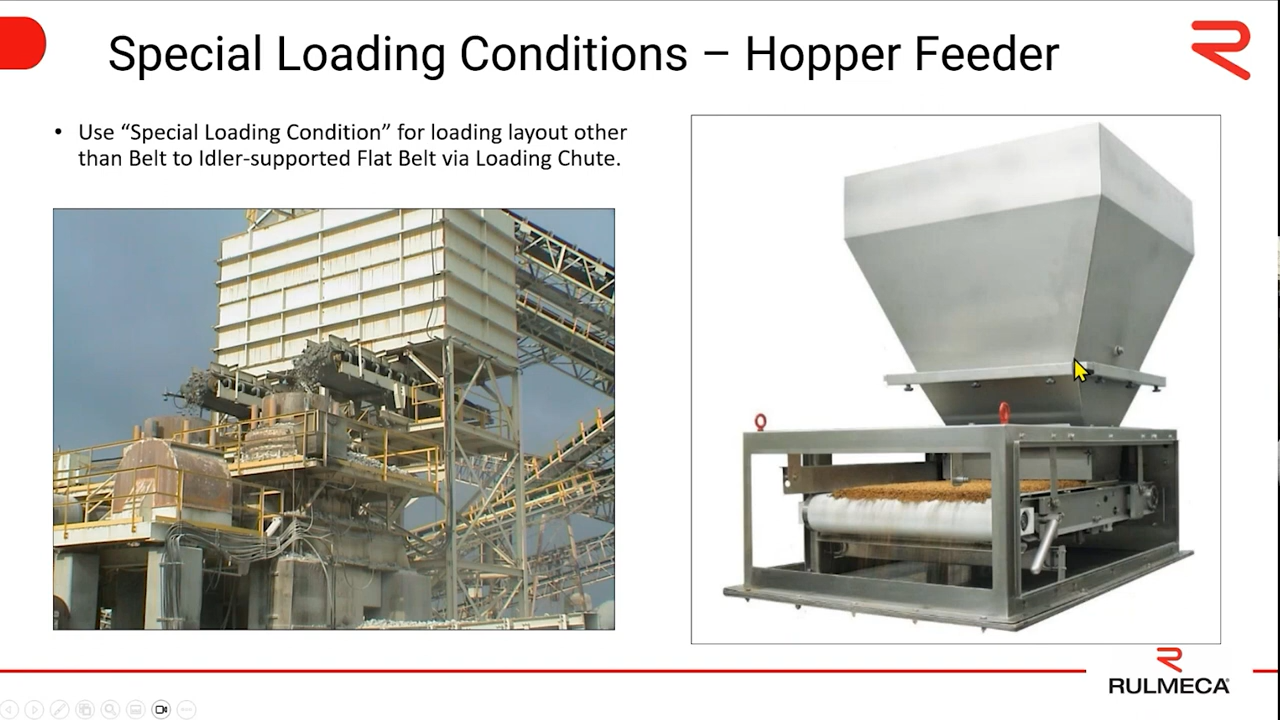 Special Loading Conditions – Hopper Feeder
• Use “Special Loading Condition” for loading layout other
than Belt to Idler-supported Flat Belt via Loading Chute.
RULMECA